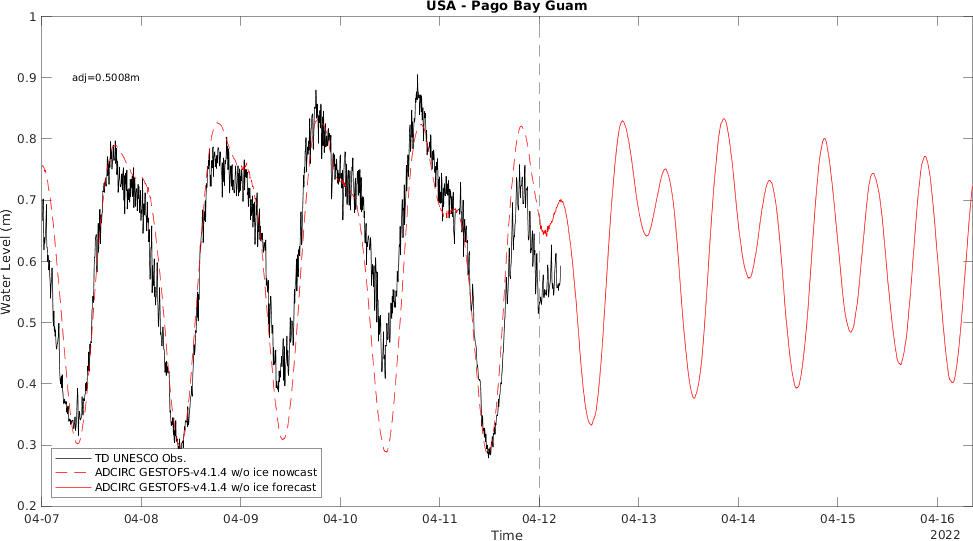 USA - Pago Bay Guam
1
0.9
0.8
0.7
0.6
0.5
0.4
0.3
0.2
Water Level (m)
adj=0.5008m
TD UNESCO Obs.
ADCIRC GESTOFS-v4.1.4 w/o ice nowcast
ADCIRC GESTOFS-v4.1.4 w/o ice forecast
04-07 04-08 04-09 04-10 04-11 04-12 04-13 04-14 04-15 04-16
2022
Time